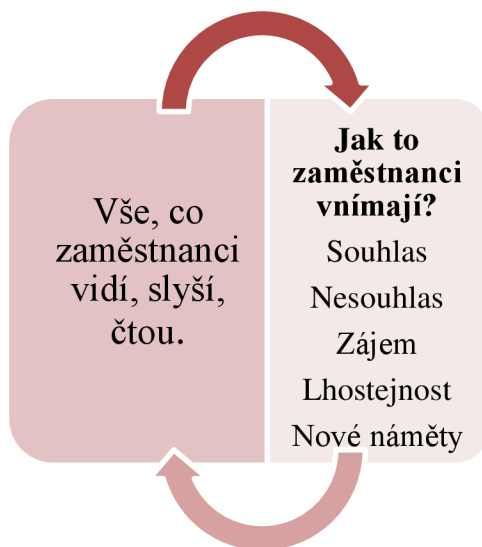 Vše, co
zaměstnanci
vidí, slyší,
čtou.
Jak to
zaměstnanci
vnímají?
Souhlas
Nesouhlas
Zájem
Lhostejnost
Nové náměty